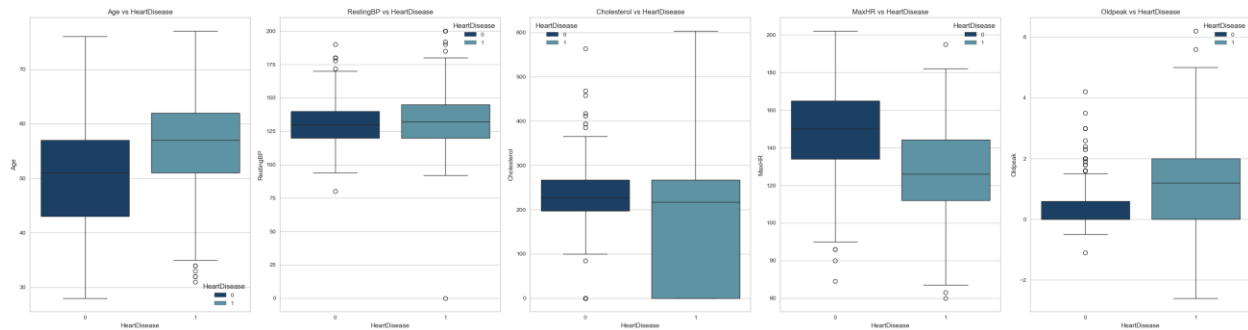 Age vs HeartDisease
Age
70
60
50
40
30
0
1
HeartDisease
HeartDisease
0
1
RestingBP vs HeartDisease
RestingBP
200
175
150
125
100
75
50
25
0
0
1
HeartDisease
HeartDisease
0
1
Cholesterol vs HeartDisease
Cholesterol
600
500
400
300
200
100
0
0
1
HeartDisease
HeartDisease
0
1
MaxHR vs HeartDisease
MaxHR
200
180
160
140
120
100
80
60
0
1
HeartDisease
HeartDisease
0
1
Oldpeak vs HeartDisease
Oldpeak
6
4
2
0
−2
0
1
HeartDisease
HeartDisease
0
1